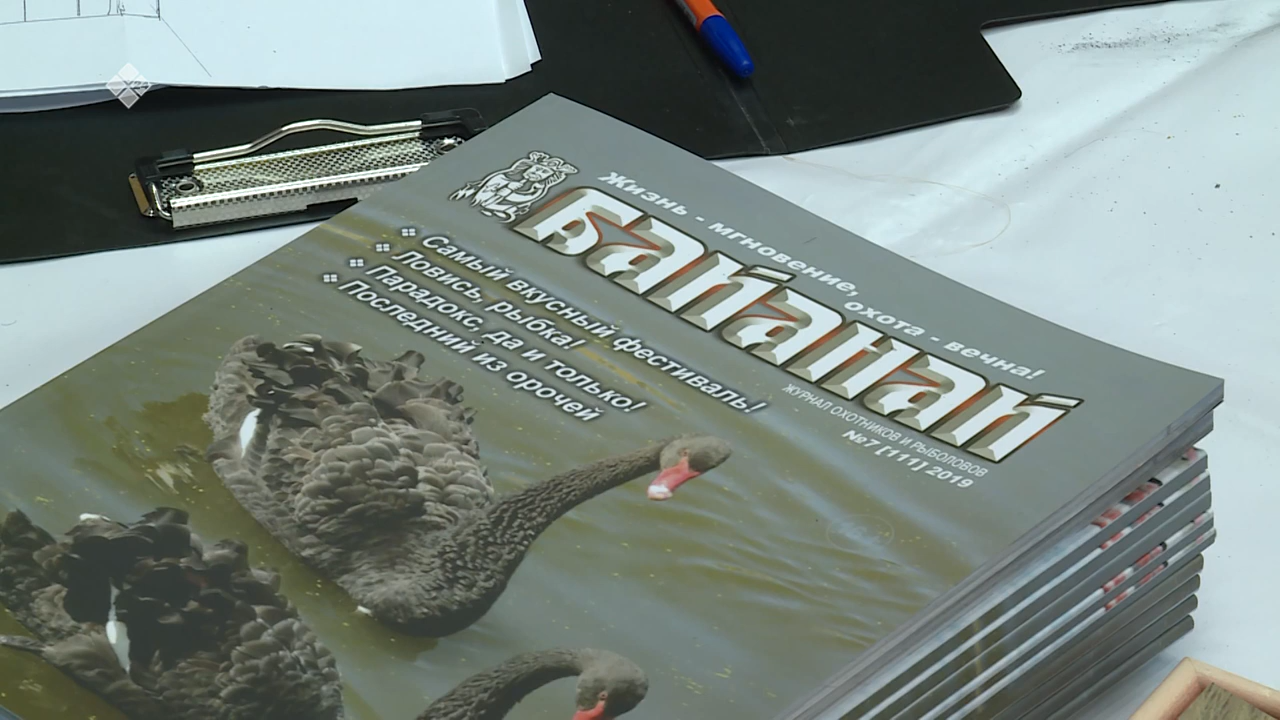 Жизнь - мгновение, охота - вечна!
БАЙАНАЙ
ЖУРНАЛ ОХОТНИКОВ И РЫБОЛОВОВ
№7 [111] 2019
Самый вкусный фестиваль!
Ловись, рыбка!
Парадокс, да и только!
Последний из орочей